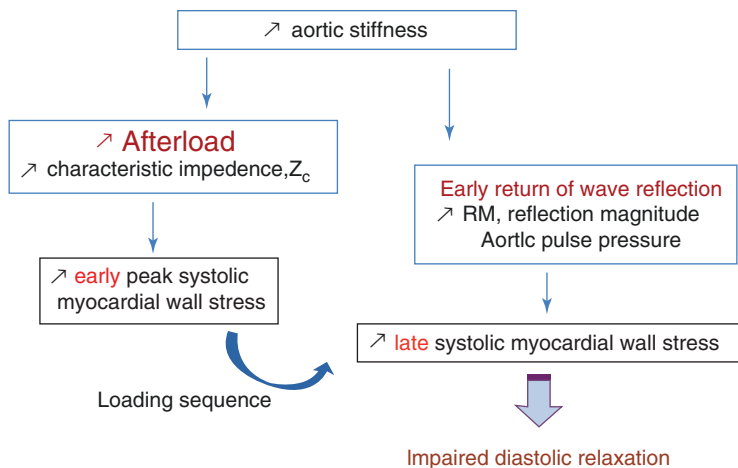 ↗ aortic stiffness
↗ Afterload
↗ characteristic impedence,Zc
Early return of wave reflection
↗ RM, reflection magnitude
AortIc pulse pressure
↗ early peak systolic
myocardial wall stress
↗ late systolic myocardial wall stress
Loading sequence
Impaired diastolic relaxation